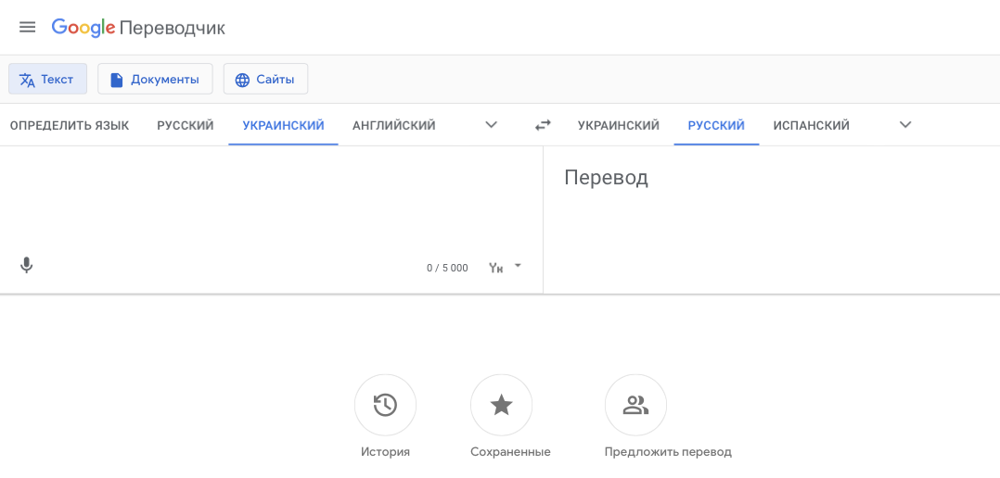 Google Переводчик
Текст Документы Сайты
ОПРЕДЕЛИТЬ ЯЗЫК РУССКИЙ УКРАИНСКИЙ АНГЛИЙСКИЙ УКРАИНСКИЙ РУССКИЙ ИСПАНСКИЙ
Перевод
0 / 5 000 Ұн
История Сохраненные Предложить перевод